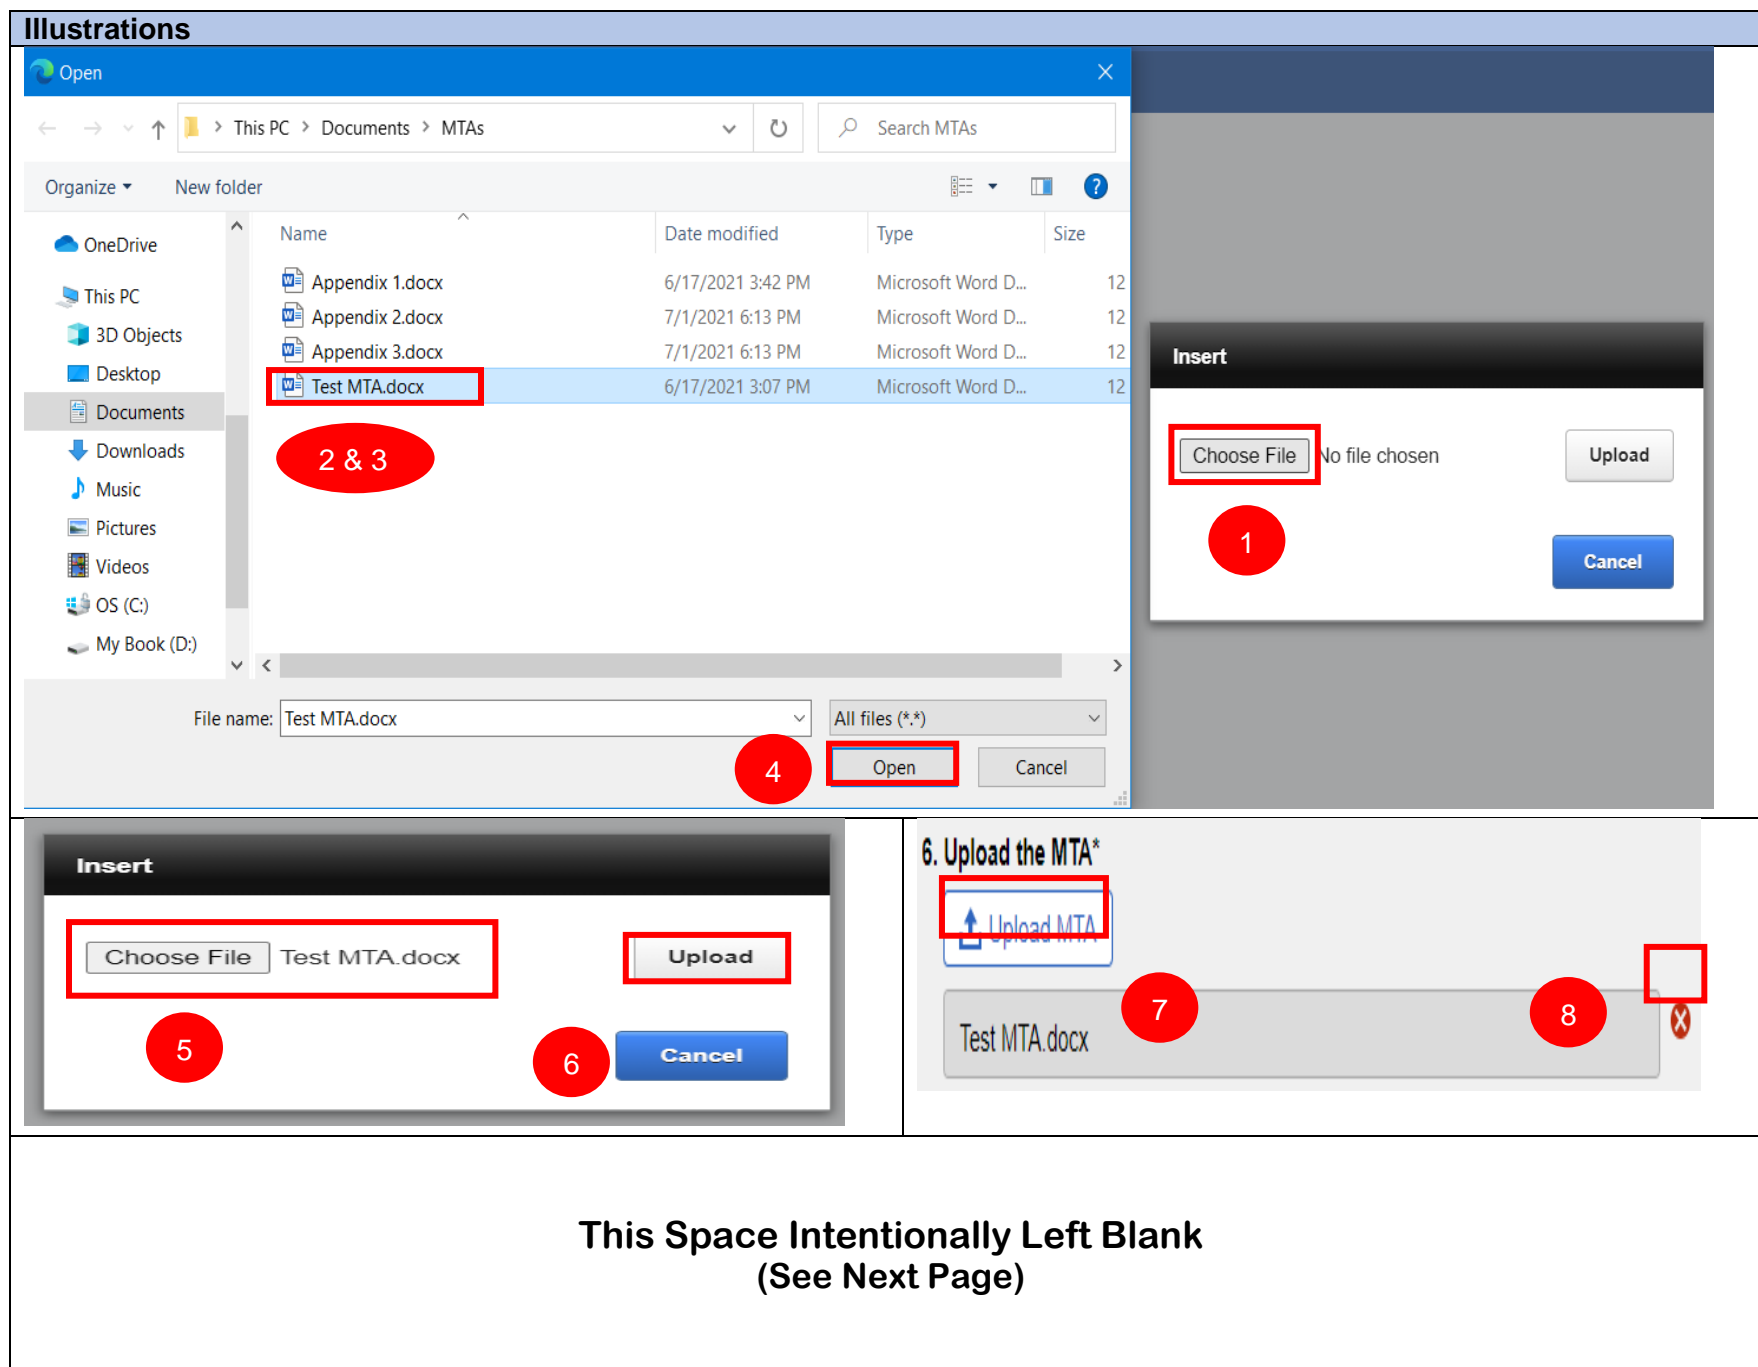 Illustrations
Open
This PC > Documents > MTAs
Search MTAs
Organize
New folder
?
OneDrive
This PC
3D Objects
Desktop
Documents
Downloads
Music
Pictures
Videos
OS (C:)
My Book (D:)
Name Date modified Type Size
Appendix 1.docx 6/17/2021 3:42 PM Microsoft Word D... 12
Appendix 2.docx 7/1/2021 6:13 PM Microsoft Word D... 12
Appendix 3.docx 7/1/2021 6:13 PM Microsoft Word D... 12
Test MTA.docx 6/17/2021 3:07 PM Microsoft Word D... 12
2 & 3
File name: Test MTA.docx
All files (*.*)
4
Open
Cancel
Insert
Choose File No file chosen
Upload
1
Cancel
Insert
Choose File Test MTA.docx
Upload
5
6
Cancel
6. Upload the MTA*
Upload MTA
7
8
Test MTA.docx
This Space Intentionally Left Blank
(See Next Page)